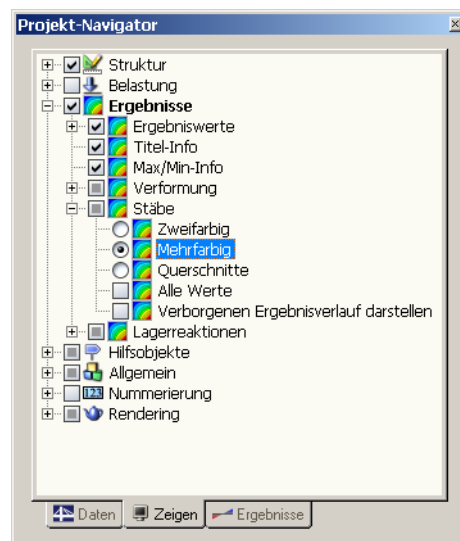 Projekt-Navigator
Struktur
Belastung
Ergebnisse
Ergebniswerte
Titel-Info
Max/Min-Info
Verformung
Stäbe
Zweifarbig
Mehrfarbig
Querschnitte
Alle Werte
Verborgenen Ergebnisverlauf darstellen
Lagerreaktionen
Hilfsobjekte
Allgemein
123 Nummerierung
Rendering
Daten Zeigen Ergebnisse